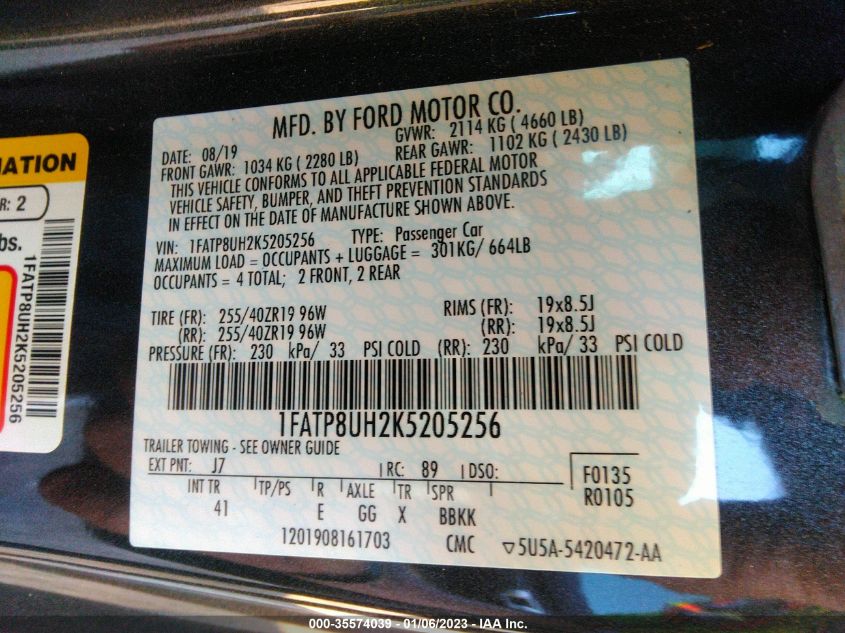 MATION
R: 2
bs.
1FATP8UH2K5205256
MFD. BY FORD MOTOR CO.
DATE: 08/19 GVWR: 2114 KG ( 4660 LB)
FRONT GAWR: 1034 KG ( 2280 LB) REAR GAWR: 1102 KG ( 2430 LB)
THIS VEHICLE CONFORMS TO ALL APPLICABLE FEDERAL MOTOR
VEHICLE SAFETY, BUMPER, AND THEFT PREVENTION STANDARDS
IN EFFECT ON THE DATE OF MANUFACTURE SHOWN ABOVE.
VIN: 1FATP8UH2K5205256 TYPE: Passenger Car
MAXIMUM LOAD = OCCUPANTS + LUGGAGE = 301KG/ 664LB
OCCUPANTS = 4 TOTAL; 2 FRONT, 2 REAR
TIRE (FR): 255/40ZR19 96W RIMS (FR): 19x8.5J
(RR): 255/40ZR19 96W (RR): 19x8.5J
PRESSURE (FR): 230 kPa/ 33 PSI COLD (RR): 230 kPa/ 33 PSI COLD
1FATP8UH2K5205256
TRAILER TOWING - SEE OWNER GUIDE
EXT PNT: J7 RC: 89 DSO: F0135
R0105
INT TR TP/PS R AXLE TR SPR
41 E GG X BBKK
1201908161703 CMC ▽5U5A-5420472-AA
000-35574039 - 01/06/2023 - IAA Inc.